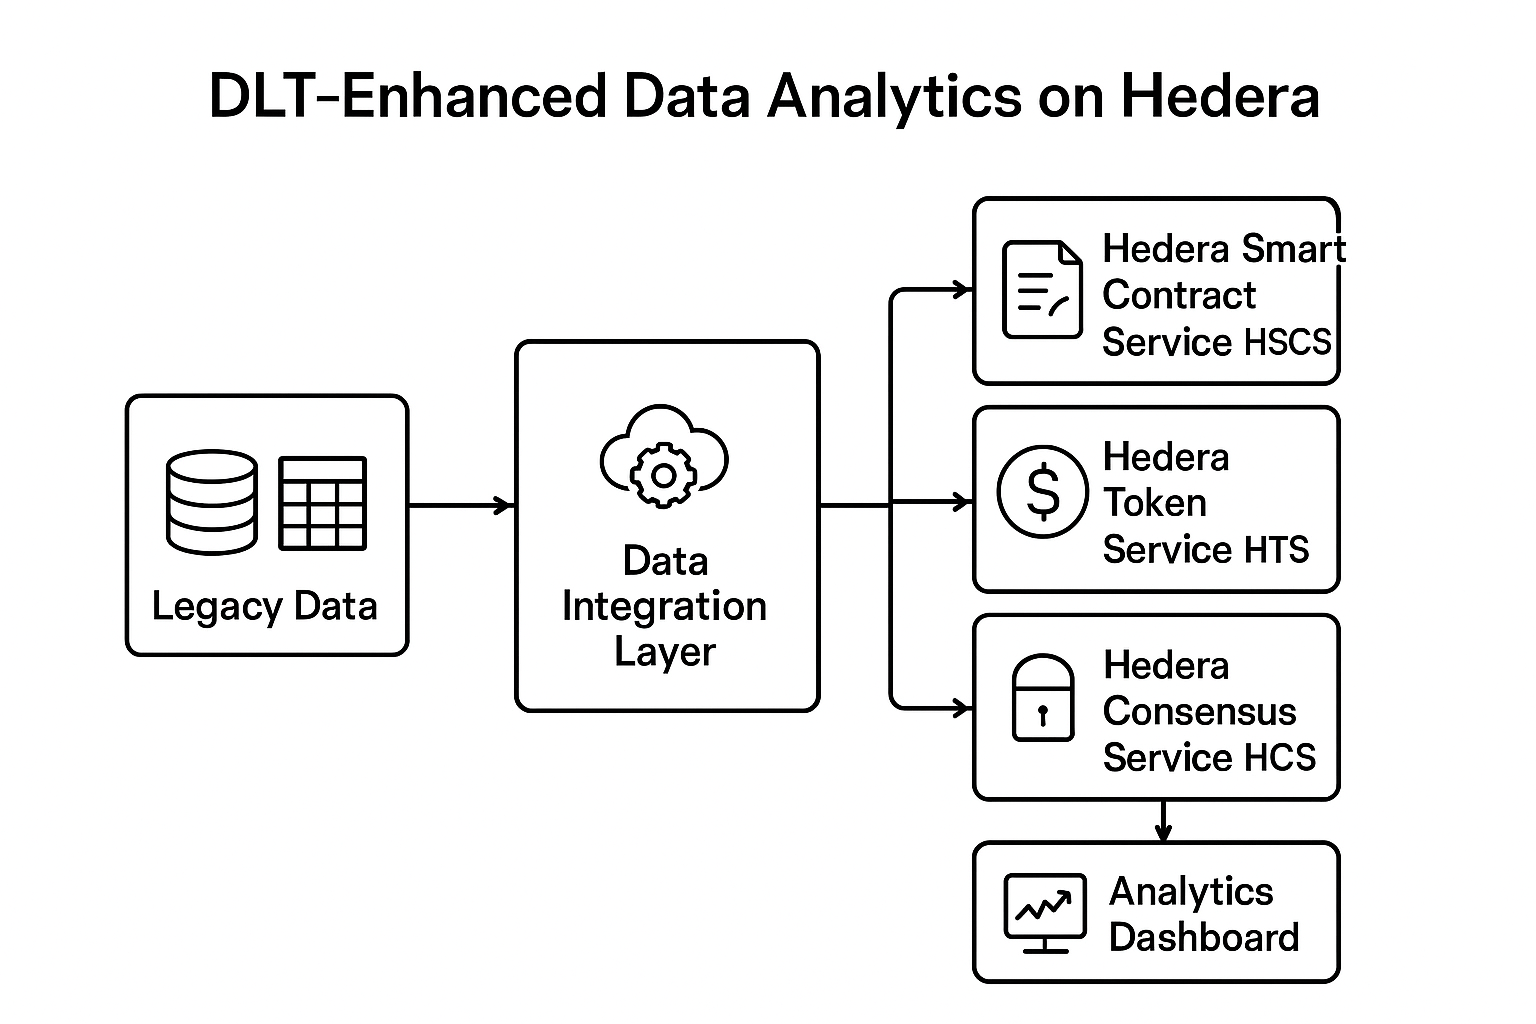 DLT-Enhanced Data Analytics on Hedera
Legacy Data
Data
Integration
Layer
Hedera Smart
Contract
Service HSCS
Hedera
Token
Service HTS
Hedera
Consensus
Service HCS
Analytics
Dashboard